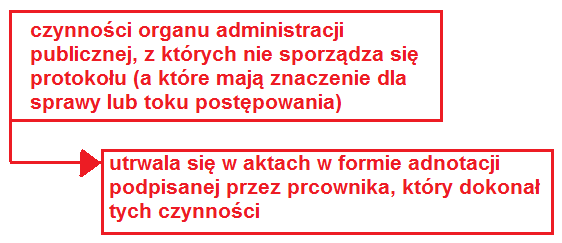 czynności organu administracji
publicznej, z których nie sporządza się
protokołu (a które mają znaczenie dla
sprawy lub toku postępowania)
utrwala się w aktach w formie adnotacji
podpisanej przez prcownika, który dokonał
tych czynności